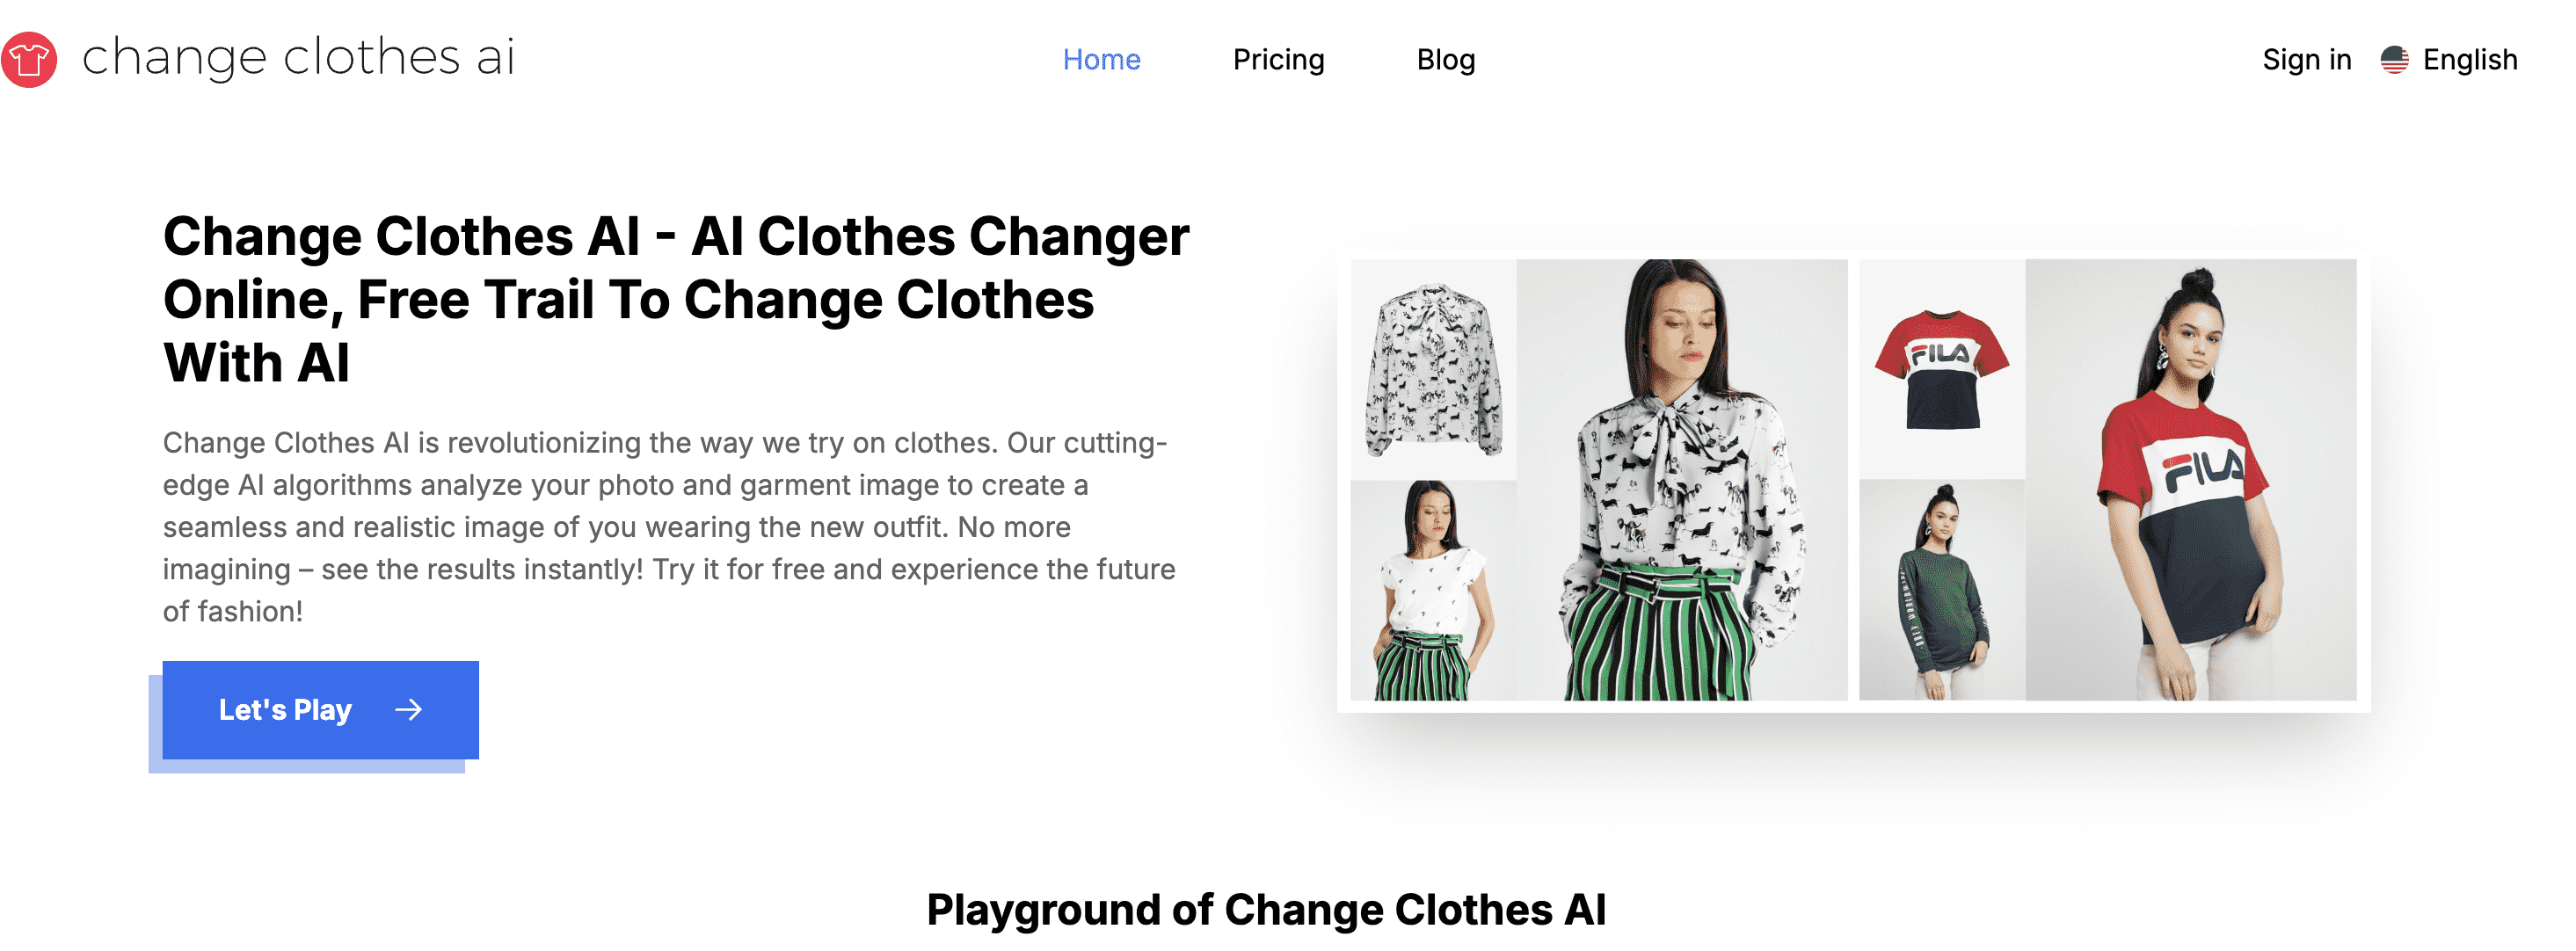 change clothes ai
Home
Pricing
Blog
Sign in
English
Change Clothes AI - AI Clothes Changer
Online, Free Trail To Change Clothes
With AI
Change Clothes AI is revolutionizing the way we try on clothes. Our cutting-
edge AI algorithms analyze your photo and garment image to create a
seamless and realistic image of you wearing the new outfit. No more
imagining – see the results instantly! Try it for free and experience the future
of fashion!
Let's Play
FILA
FILA
Playground of Change Clothes AI